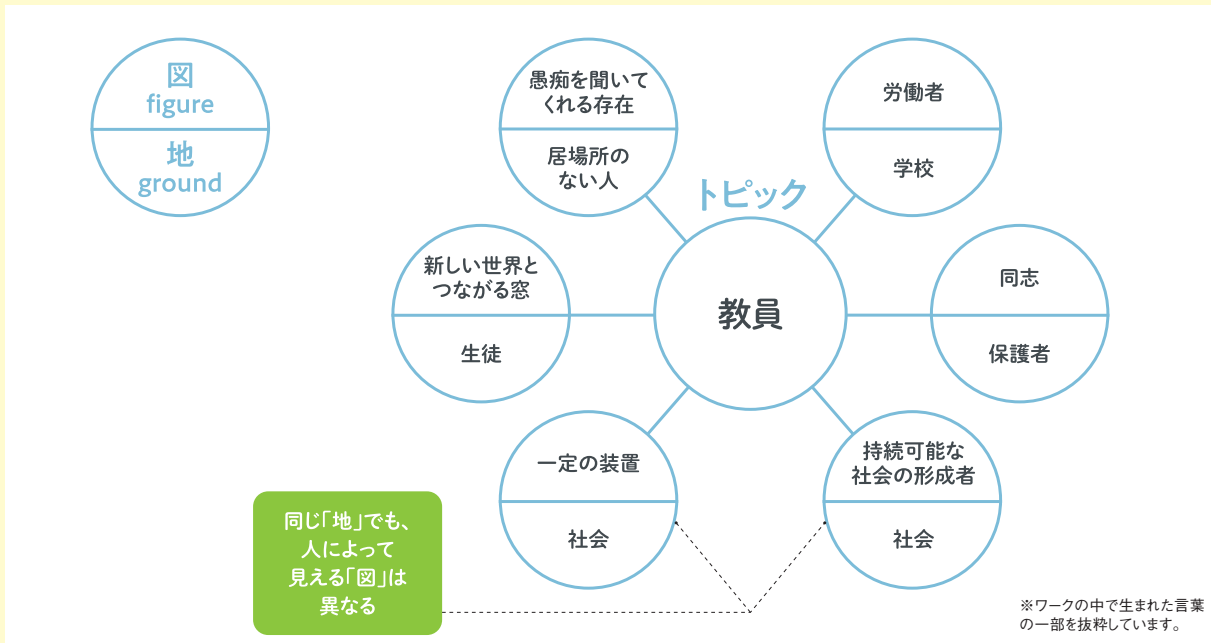 図
figure
地
ground
愚痴を聞いて
くれる存在
居場所の
ない人
労働者
学校
トピック
新しい世界と
つながる窓
生徒
教員
同志
保護者
一定の装置
社会
持続可能な
社会の形成者
社会
同じ「地」でも、
人によって
見える「図」は
異なる
※ワークの中で生まれた言葉
の一部を抜粋しています。